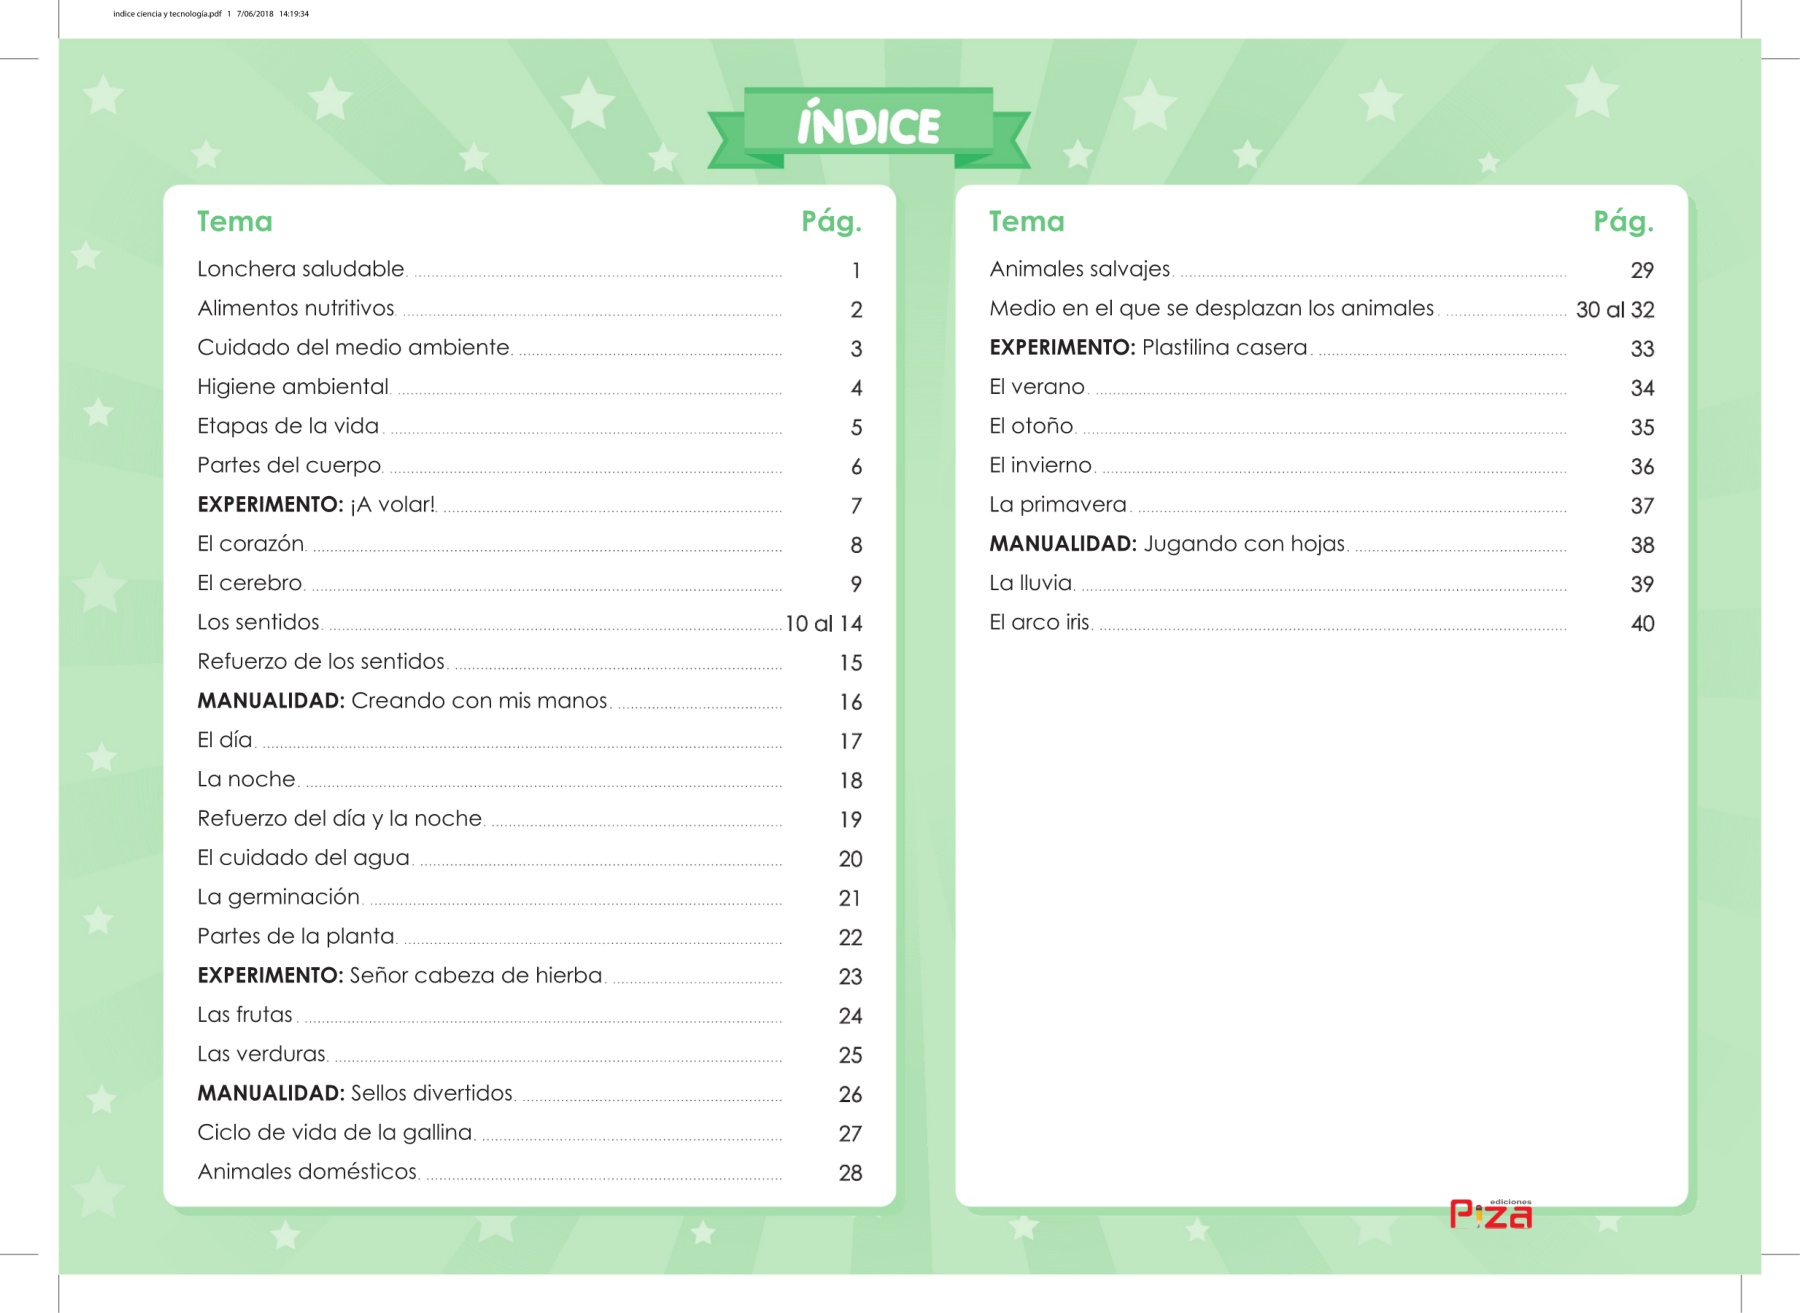 indice ciencia y tecnología.pdf 1 7/06/2018 14:19:34
ÍNDICE
Tema Pág.
Lonchera saludable 1
Alimentos nutritivos 2
Cuidado del medio ambiente 3
Higiene ambiental 4
Etapas de la vida 5
Partes del cuerpo 6
EXPERIMENTO: ¡A volar! 7
El corazón 8
El cerebro 9
Los sentidos 10 al 14
Refuerzo de los sentidos 15
MANUALIDAD: Creando con mis manos 16
El día 17
La noche 18
Refuerzo del día y la noche 19
El cuidado del agua 20
La germinación 21
Partes de la planta 22
EXPERIMENTO: Señor cabeza de hierba 23
Las frutas 24
Las verduras 25
MANUALIDAD: Sellos divertidos 26
Ciclo de vida de la gallina 27
Animales domésticos 28
Tema Pág.
Animales salvajes 29
Medio en el que se desplazan los animales 30 al 32
EXPERIMENTO: Plastilina casera 33
El verano 34
El otoño 35
El invierno 36
La primavera 37
MANUALIDAD: Jugando con hojas 38
La lluvia 39
El arco iris 40
ediciones
Piza